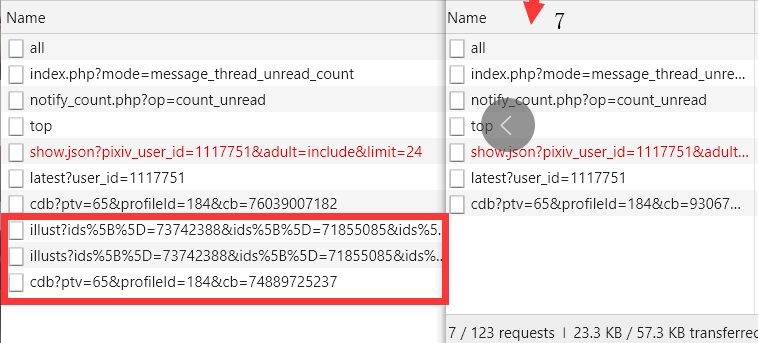 Name
all
index.php?mode=message_thread_unread_count
notify_count.php?op=count_unread
top
show.json?pixiv_user_id=1117751&adult=include&limit=24
latest?user_id=1117751
cdb?ptv=65&profileId=184&cb=76039007182
illust?ids%5B%5D=73742388&ids%5B%5D=71855085&ids%5...
illusts?ids%5B%5D=73742388&ids%5B%5D=71855085&ids%...
cdb?ptv=65&profileId=184&cb=74889725237
7
Name
all
index.php?mode=message_thread_unre...
notify_count.php?op=count_unread
top
show.json?pixiv_user_id=1117751&adult...
latest?user_id=1117751
cdb?ptv=65&profileId=184&cb=93067...
7 / 123 requests | 23.3 KB / 57.3 KB transferred